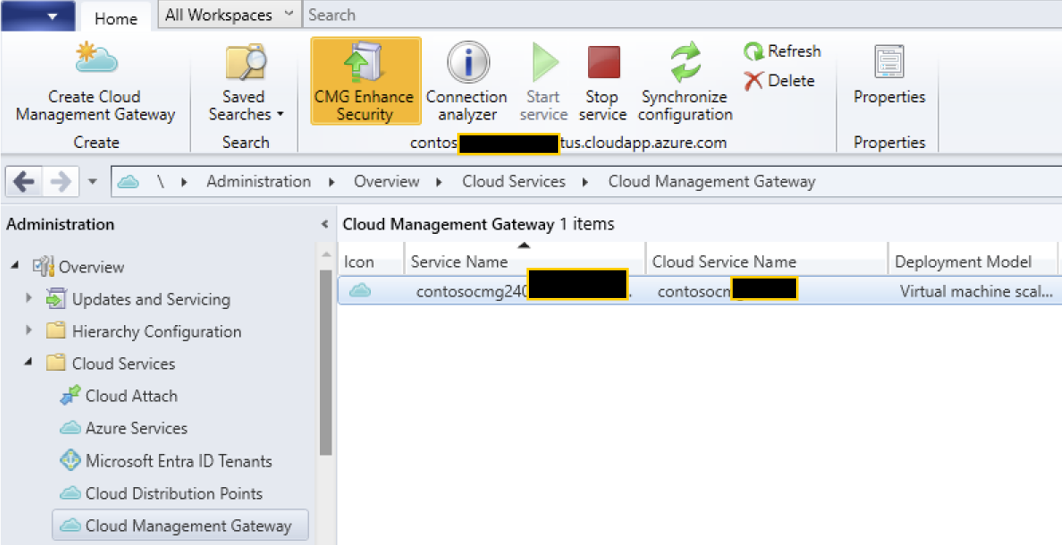 Home
All Workspaces
Search
Create Cloud
Management Gateway
Create
Saved
Searches
Search
CMG Enhance
Security
Connection
analyzer
Start
service
Stop
service
Synchronize
configuration
Refresh
Delete
contos tus.cloudapp.azure.com
Properties
Properties
\ Administration Overview Cloud Services Cloud Management Gateway
Administration
Overview
Updates and Servicing
Hierarchy Configuration
Cloud Services
Cloud Attach
Azure Services
Microsoft Entra ID Tenants
Cloud Distribution Points
Cloud Management Gateway
Cloud Management Gateway 1 items
Icon Service Name Cloud Service Name Deployment Model
contosocmg240 . contosocm Virtual machine scal...